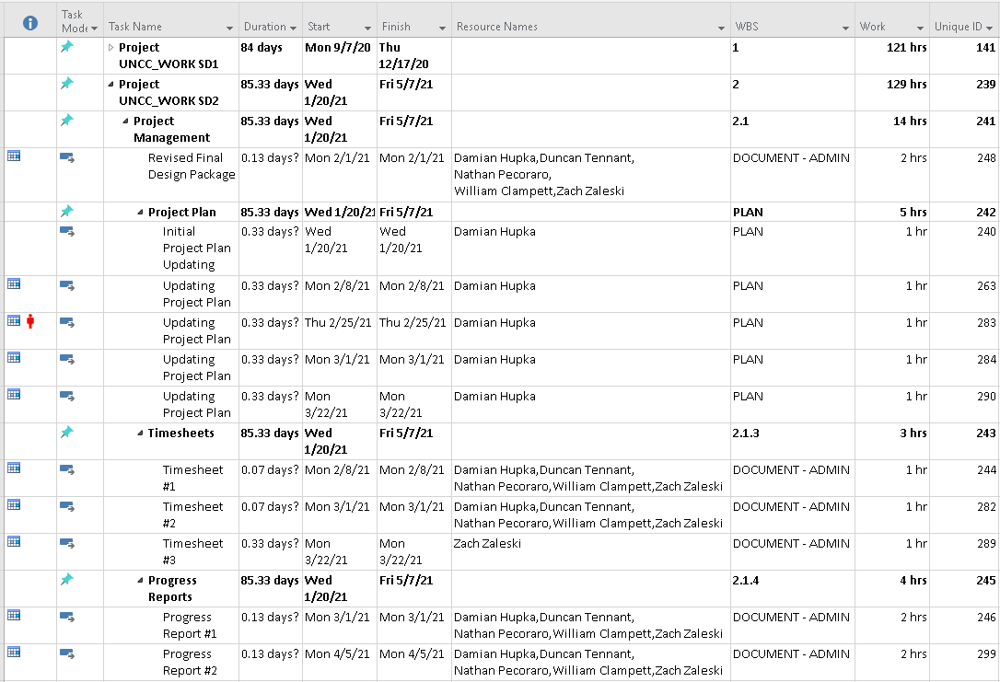 Task Mode Task Name Duration Start Finish Resource Names WBS Work Unique ID
Project UNCC_WORK SD1 84 days Mon 9/7/20 Thu 12/17/20 1 121 hrs 141
Project UNCC_WORK SD2 85.33 days Wed 1/20/21 Fri 5/7/21 2 129 hrs 239
Project Management 85.33 days Wed 1/20/21 Fri 5/7/21 2.1 14 hrs 241
Revised Final Design Package 0.13 days? Mon 2/1/21 Mon 2/1/21 Damian Hupka,Duncan Tennant, Nathan Pecoraro, William Clampett,Zach Zaleski DOCUMENT - ADMIN 2 hrs 248
Project Plan 85.33 days Wed 1/20/21 Fri 5/7/21 PLAN 5 hrs 242
Initial Project Plan Updating 0.33 days? Wed 1/20/21 Wed 1/20/21 Damian Hupka PLAN 1 hr 240
Updating Project Plan 0.33 days? Mon 2/8/21 Mon 2/8/21 Damian Hupka PLAN 1 hr 263
Updating Project Plan 0.33 days? Thu 2/25/21 Thu 2/25/21 Damian Hupka PLAN 1 hr 283
Updating Project Plan 0.33 days? Mon 3/1/21 Mon 3/1/21 Damian Hupka PLAN 1 hr 284
Updating Project Plan 0.33 days? Mon 3/22/21 Mon 3/22/21 Damian Hupka PLAN 1 hr 290
Timesheets 85.33 days Wed 1/20/21 Fri 5/7/21 2.1.3 3 hrs 243
Timesheet #1 0.07 days? Mon 2/8/21 Mon 2/8/21 Damian Hupka,Duncan Tennant, Nathan Pecoraro,William Clampett,Zach Zaleski DOCUMENT - ADMIN 1 hr 244
Timesheet #2 0.07 days? Mon 3/1/21 Mon 3/1/21 Damian Hupka,Duncan Tennant, Nathan Pecoraro,William Clampett,Zach Zaleski DOCUMENT - ADMIN 1 hr 282
Timesheet #3 0.33 days? Mon 3/22/21 Mon 3/22/21 Zach Zaleski DOCUMENT - ADMIN 1 hr 289
Progress Reports 85.33 days Wed 1/20/21 Fri 5/7/21 2.1.4 4 hrs 245
Progress Report #1 0.13 days? Mon 3/1/21 Mon 3/1/21 Damian Hupka,Duncan Tennant, Nathan Pecoraro,William Clampett,Zach Zaleski DOCUMENT - ADMIN 2 hrs 246
Progress Report #2 0.13 days? Mon 4/5/21 Mon 4/5/21 Damian Hupka,Duncan Tennant, Nathan Pecoraro,William Clampett,Zach Zaleski DOCUMENT - ADMIN 2 hrs 299